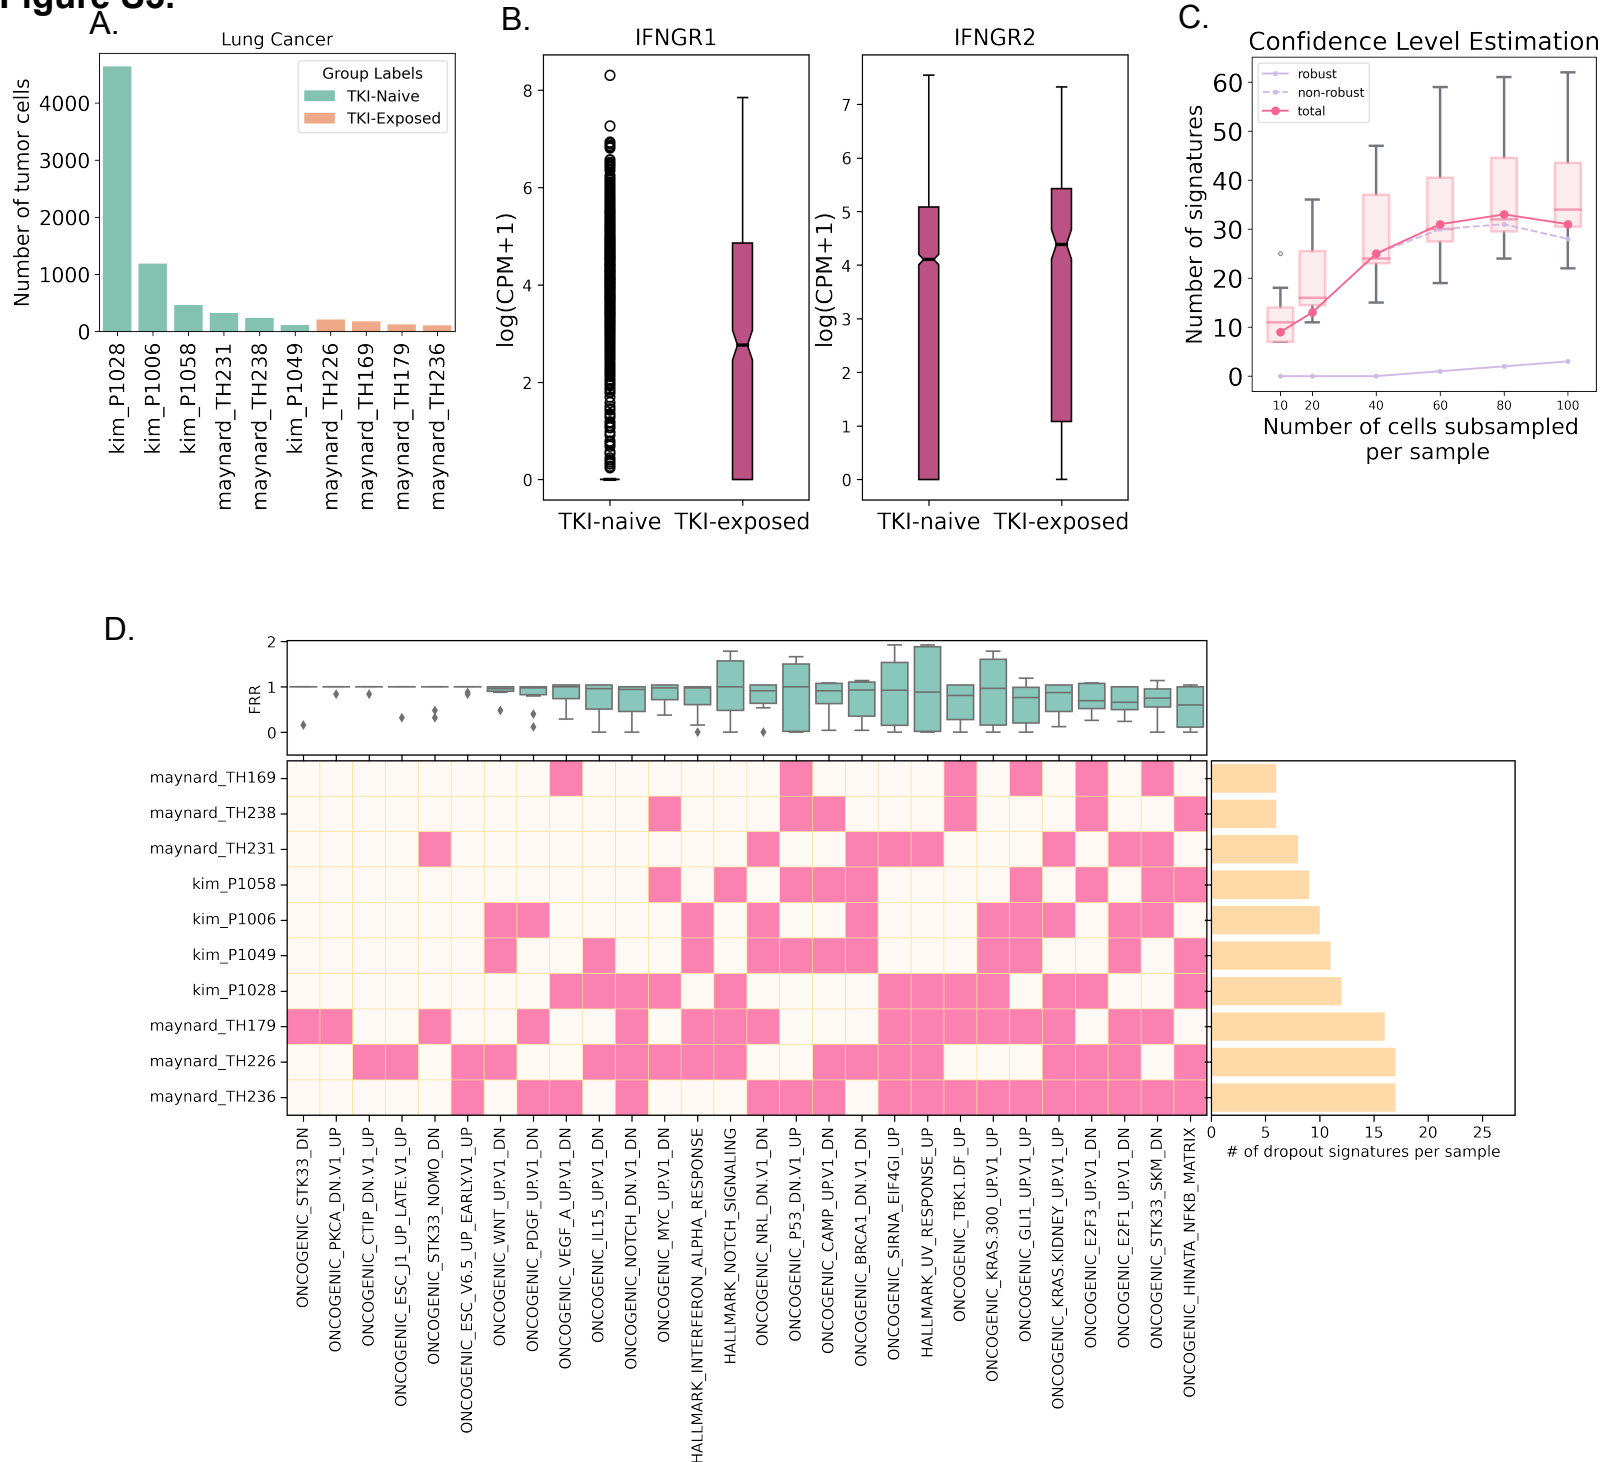 Figure S5.
A.
Lung Cancer
Number of tumor cells
4000
3000
2000
1000
0
Group Labels
TKI-Naive
TKI-Exposed
kim_P1028
kim_P1006
kim_P1058
maynard_TH231
maynard_TH238
kim_P1049
maynard_TH226
maynard_TH169
maynard_TH179
maynard_TH236
B.
IFNGR1
log(CPM+1)
8
6
4
2
0
TKI-naive TKI-exposed
IFNGR2
log(CPM+1)
7
6
5
4
3
2
1
0
TKI-naive TKI-exposed
C.
Confidence Level Estimation
Number of signatures
60
50
40
30
20
10
0
robust
non-robust
total
10 20 40 60 80 100
Number of cells subsampled
per sample
D.
FRR
2
1
0
maynard_TH169
maynard_TH238
maynard_TH231
kim_P1058
kim_P1006
kim_P1049
kim_P1028
maynard_TH179
maynard_TH226
maynard_TH236
0 5 10 15 20 25
# of dropout signatures per sample
ONCOGENIC_STK33_DN
ONCOGENIC_PKCA_DN.V1_UP
ONCOGENIC_CTIP_DN.V1_UP
ONCOGENIC_ESC_J1_UP_LATE.V1_UP
ONCOGENIC_STK33_NOMO_DN
ONCOGENIC_ESC_V6.5_UP_EARLY.V1_UP
ONCOGENIC_WNT_UP.V1_DN
ONCOGENIC_PDGF_UP.V1_DN
ONCOGENIC_VEGF_A_UP.V1_DN
ONCOGENIC_IL15_UP.V1_DN
ONCOGENIC_NOTCH_DN.V1_UP
ONCOGENIC_MYC_UP.V1_DN
HALLMARK_INTERFERON_ALPHA_RESPONSE
HALLMARK_NOTCH_SIGNALING
ONCOGENIC_NRL_DN.V1_DN
ONCOGENIC_P53_DN.V1_UP
ONCOGENIC_CAMP_UP.V1_DN
ONCOGENIC_BRCA1_DN.V1_DN
ONCOGENIC_SIRNA_EIF4GI_UP
HALLMARK_UV_RESPONSE_UP
ONCOGENIC_TBK1.DF_UP
ONCOGENIC_KRAS.300_UP.V1_UP
ONCOGENIC_GLI1_UP.V1_UP
ONCOGENIC_KRAS.KIDNEY_UP.V1_UP
ONCOGENIC_E2F3_UP.V1_DN
ONCOGENIC_E2F1_UP.V1_DN
ONCOGENIC_STK33_SKM_DN
ONCOGENIC_HINATA_NFKB_MATRIX